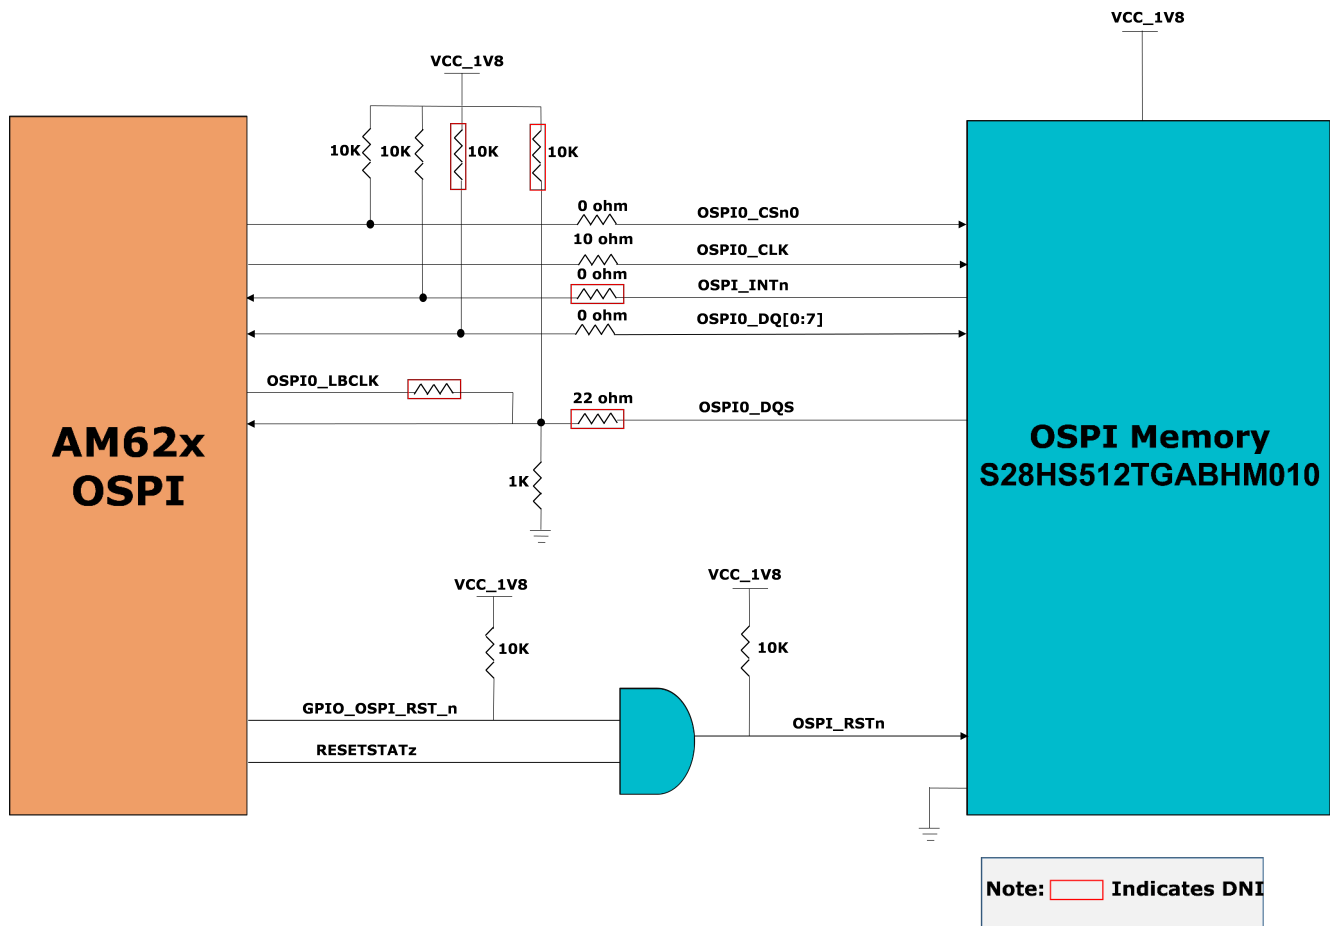 VCC_1V8
VCC_1V8
10K
10K
10K
10K
0 ohm
OSPI0_CSn0
10 ohm
OSPI0_CLK
0 ohm
OSPI_INTn
0 ohm
OSPI0_DQ[0:7]
OSPI0_LBCLK
22 ohm
OSPI0_DQS
AM62x
OSPI
OSPI Memory
S28HS512TGABHM010
1K
VCC_1V8
VCC_1V8
10K
10K
GPIO_OSPI_RST_n
OSPI_RSTn
RESETSTATz
Note: Indicates DNI